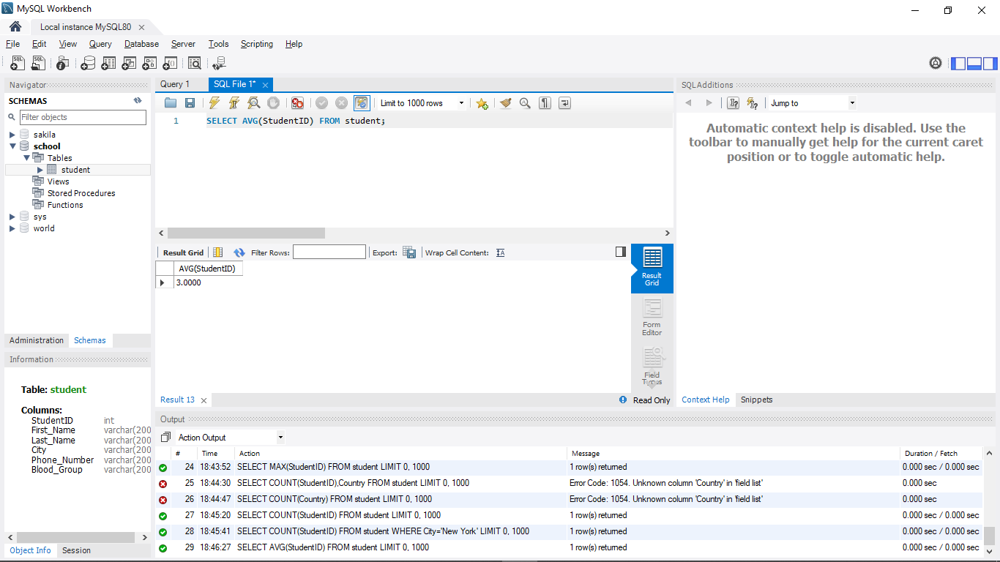 MySQL Workbench
Local instance MySQL80
File Edit View Query Database Server Tools Scripting Help
Navigator
SCHEMAS
Filter objects
sakila
school
Tables
student
Views
Stored Procedures
Functions
sys
world
Administration Schemas
Information
Table: student
Columns:
StudentID int
First_Name varchar(200
Last_Name varchar(200
City varchar(200
Phone_Number varchar(200
Blood_Group varchar(200
Object Info Session
Query 1 SQL File 1*
Limit to 1000 rows
1 SELECT AVG(StudentID) FROM student;
Result Grid Filter Rows: Export: Wrap Cell Content:
AVG(StudentID)
3.0000
Result
Grid
Form
Editor
Field
Types
Result 13 Read Only
SQLAdditions
Jump to
Automatic context help is disabled. Use the
toolbar to manually get help for the current caret
position or to toggle automatic help.
Context Help Snippets
Output
Action Output
# Time Action Message Duration / Fetch
24 18:43:52 SELECT MAX(StudentID) FROM student LIMIT 0, 1000 1 row(s) returned 0.000 sec / 0.000 sec
25 18:44:30 SELECT COUNT(StudentID),Country FROM student LIMIT 0, 1000 Error Code: 1054. Unknown column 'Country' in 'field list' 0.000 sec
26 18:44:47 SELECT COUNT(Country) FROM student LIMIT 0, 1000 Error Code: 1054. Unknown column 'Country' in 'field list' 0.000 sec
27 18:45:20 SELECT COUNT(StudentID) FROM student LIMIT 0, 1000 1 row(s) returned 0.000 sec / 0.000 sec
28 18:45:41 SELECT COUNT(StudentID) FROM student WHERE City='New York' LIMIT 0, 1000 1 row(s) returned 0.000 sec / 0.000 sec
29 18:46:27 SELECT AVG(StudentID) FROM student LIMIT 0, 1000 1 row(s) returned 0.000 sec / 0.000 sec